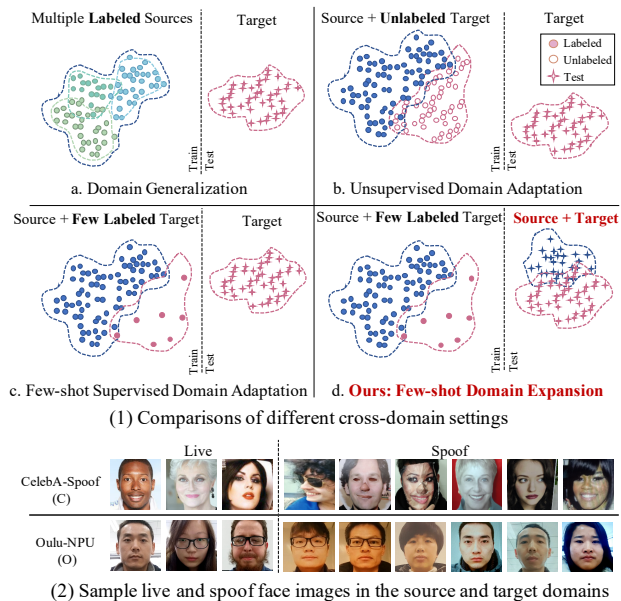 Multiple Labeled Sources
Target
Train
Test
a. Domain Generalization
Source + Unlabeled Target
Target
Labeled
Unlabeled
Test
Train
Test
b. Unsupervised Domain Adaptation
Source + Few Labeled Target
Target
Train
Test
c. Few-shot Supervised Domain Adaptation
Source + Few Labeled Target
Source + Target
Train
Test
d. Ours: Few-shot Domain Expansion
(1) Comparisons of different cross-domain settings
Live
Spoof
CelebA-Spoof
(C)
Oulu-NPU
(O)
(2) Sample live and spoof face images in the source and target domains